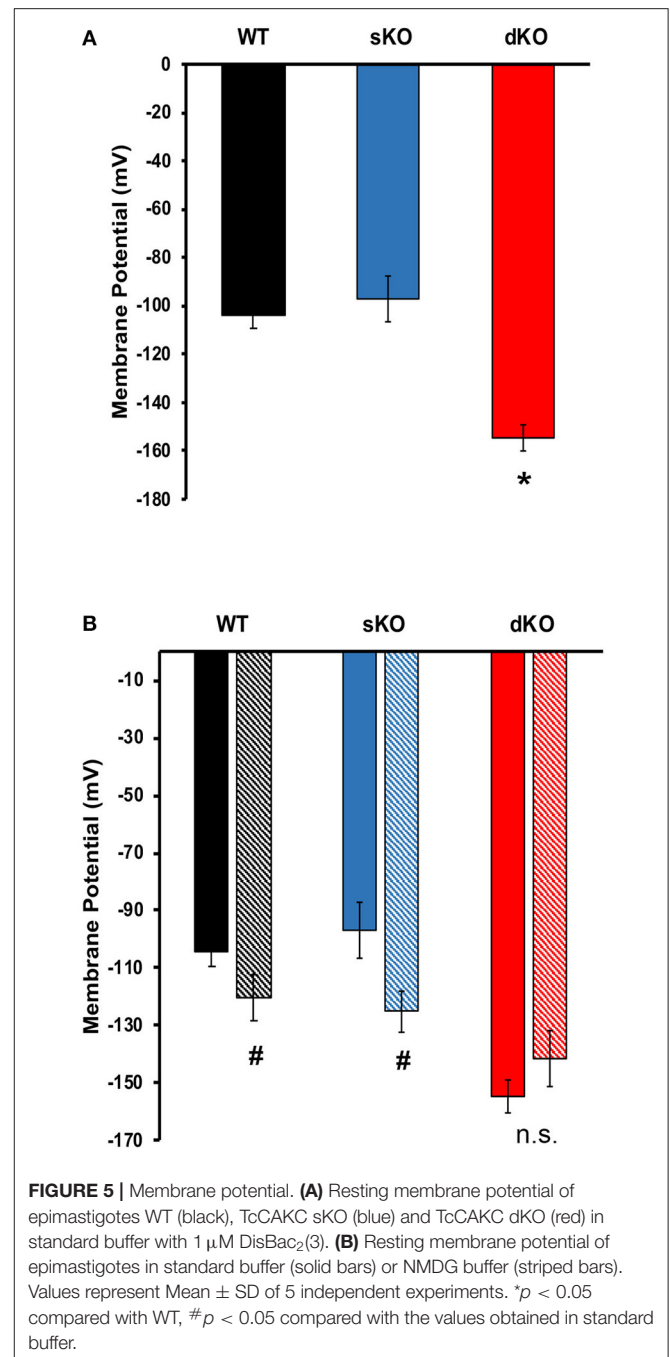 A
WT sKO dKO
0
-20
-40
-60
-80
-100
-120
-140
-160
-180
Membrane Potential (mV)
*
B
WT sKO dKO
-10
-30
-50
-70
-90
-110
-130
-150
-170
Membrane Potential (mV)
# #
n.s.
FIGURE 5 | Membrane potential. (A) Resting membrane potential of
epimastigotes WT (black), TcCAKC sKO (blue) and TcCAKC dKO (red) in
standard buffer with 1 μM DisBac₂(3). (B) Resting membrane potential of
epimastigotes in standard buffer (solid bars) or NMDG buffer (striped bars).
Values represent Mean ± SD of 5 independent experiments. *p < 0.05
compared with WT, #p < 0.05 compared with the values obtained in standard
buffer.